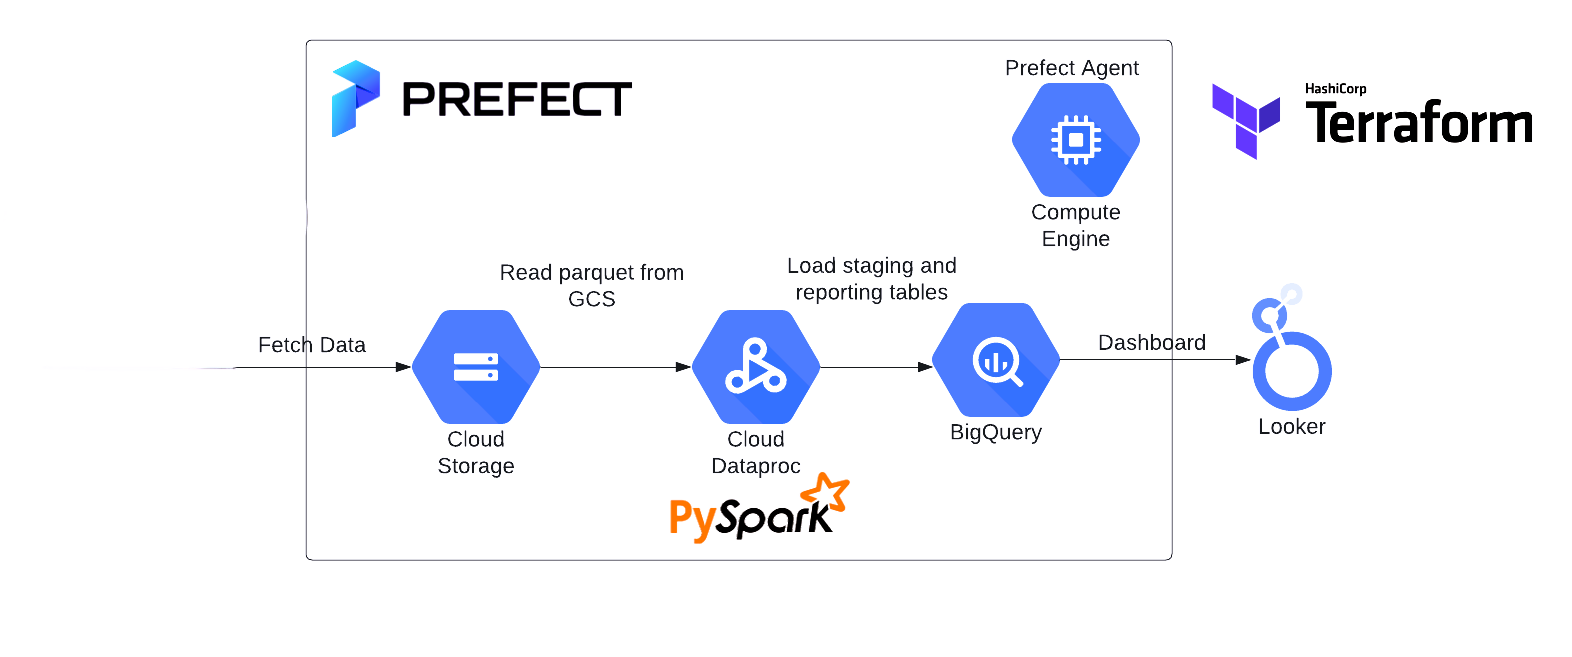 PREFECT
Prefect Agent
HashiCorp
Terraform
Compute
Engine
Read parquet from
GCS
Load staging and
reporting tables
Fetch Data
Dashboard
Cloud
Storage
Cloud
Dataproc
BigQuery
Looker
PySpark